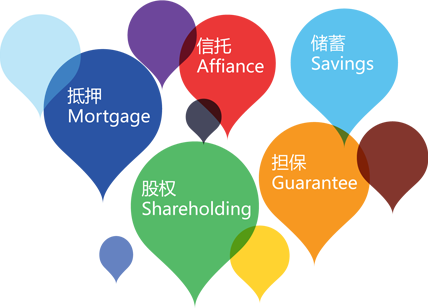 信托
Affiance
储蓄
Savings
抵押
Mortgage
担保
Guarantee
股权
Shareholding